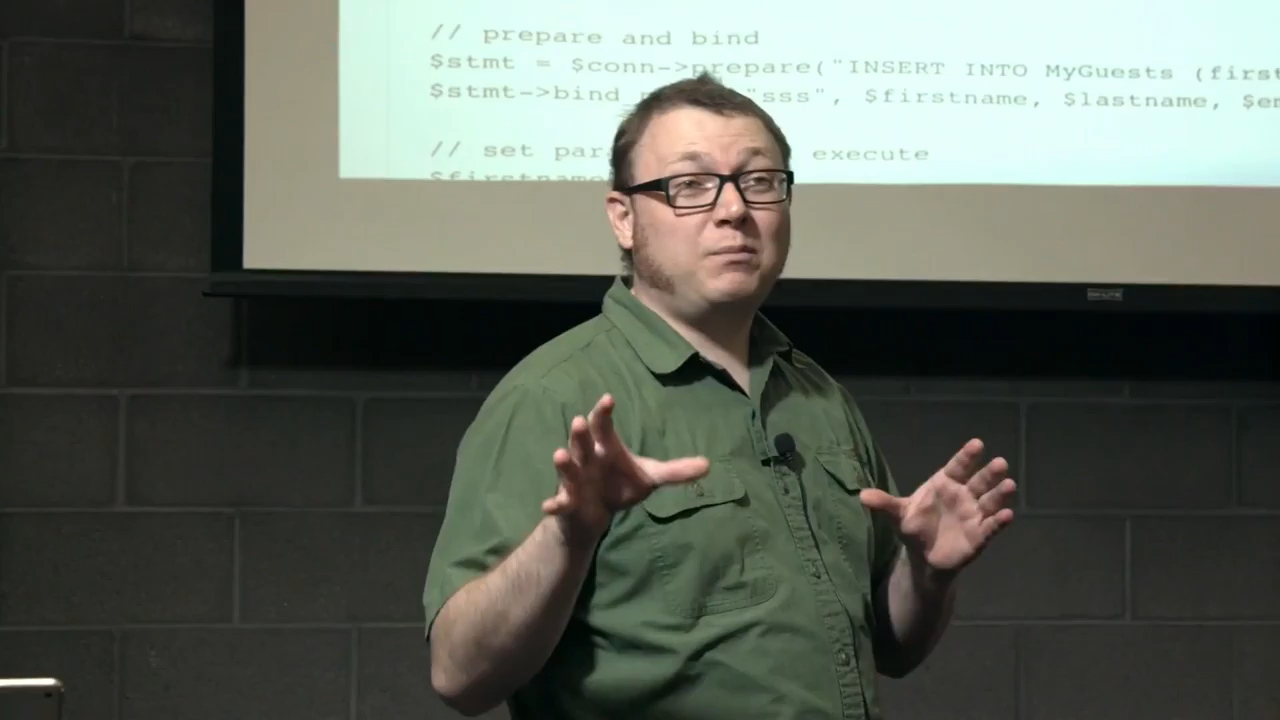 // prepare and bind
$stmt = $conn->prepare("INSERT INTO MyGuests (first
$stmt->bind "sss", $firstname, $lastname, $em
// set par execute
$firstname